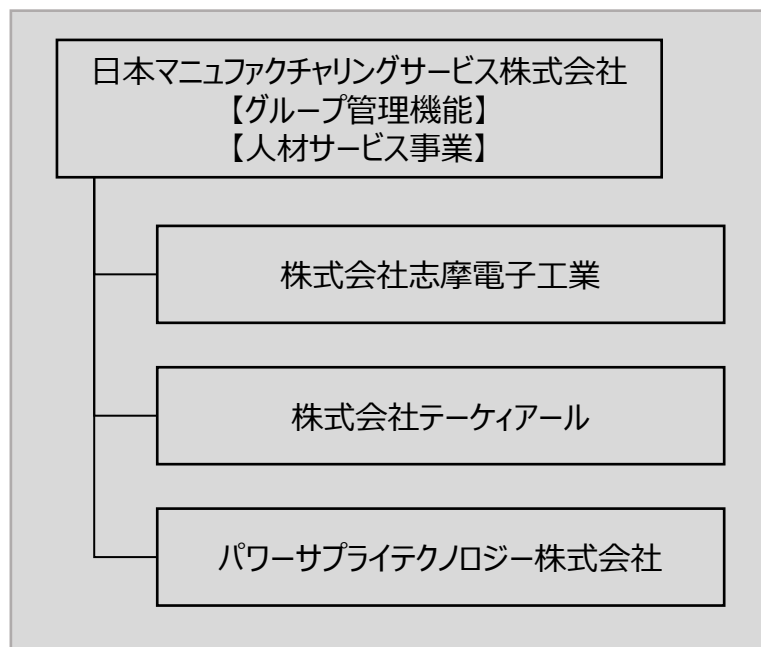 日本マニュファクチャリングサービス株式会社
【グループ管理機能】
【人材サービス事業】
株式会社志摩電子工業
株式会社テーケィアール
パワーサプライテクノロジー株式会社